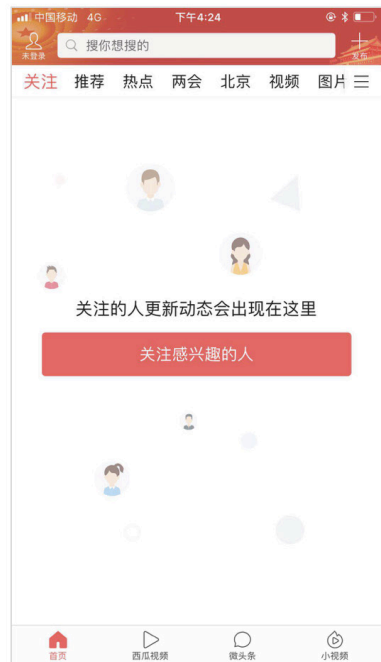 中国移动 4G 下午4:24
未登录
搜你想搜的
发布
关注 推荐 热点 两会 北京 视频 图片
关注的人更新动态会出现在这里
关注感兴趣的人
首页 西瓜视频 微头条 小视频